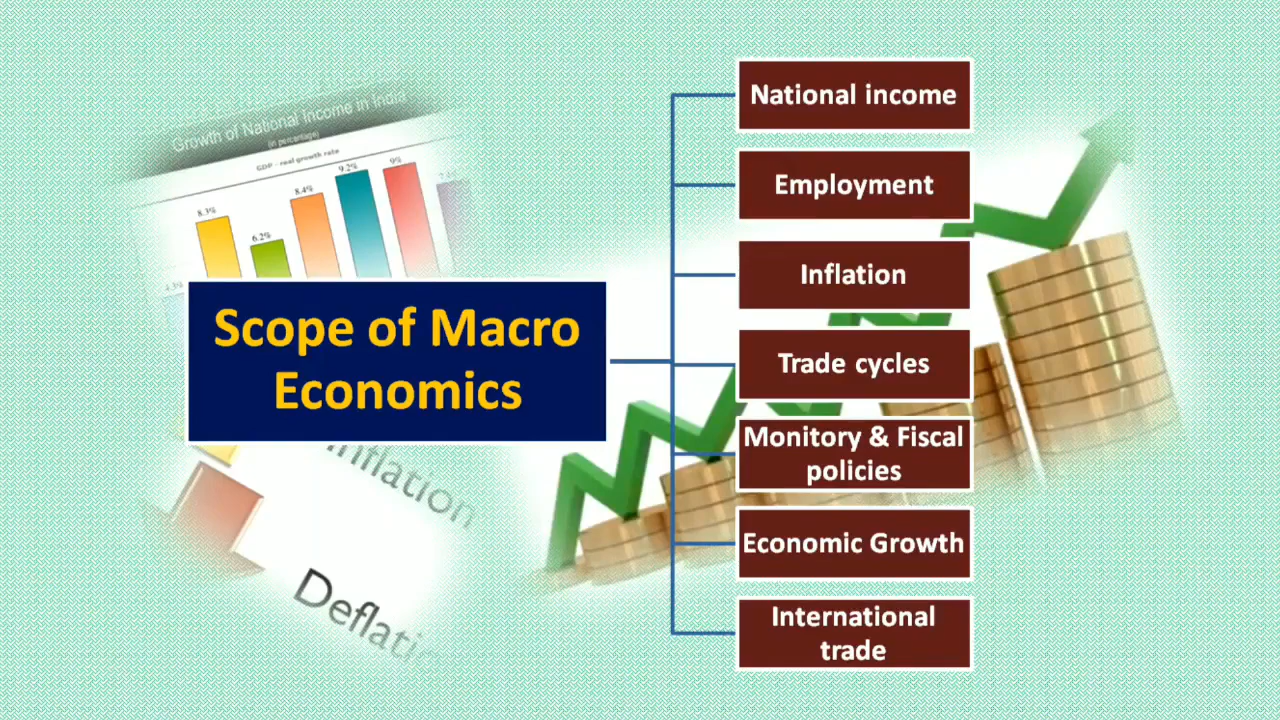 Growth of National Income in India
(in percentage)
GDP - real growth rate
8.3%
6.2%
8.4%
9.2%
9%
Scope of Macro
Economics
Inflation
National income
Employment
Inflation
Trade cycles
Monitory & Fiscal
policies
Economic Growth
International
trade